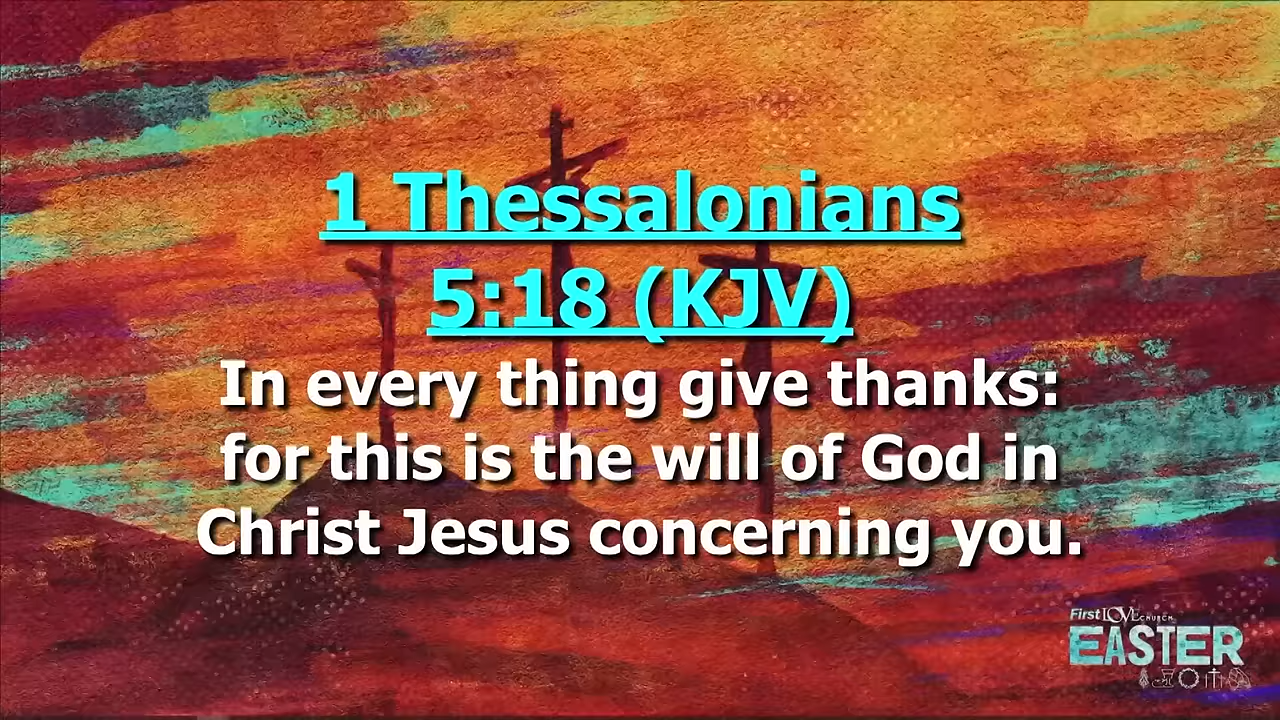 1 Thessalonians
5:18 (KJV)
In every thing give thanks:
for this is the will of God in
Christ Jesus concerning you.
First LOVE CHURCH
EASTER